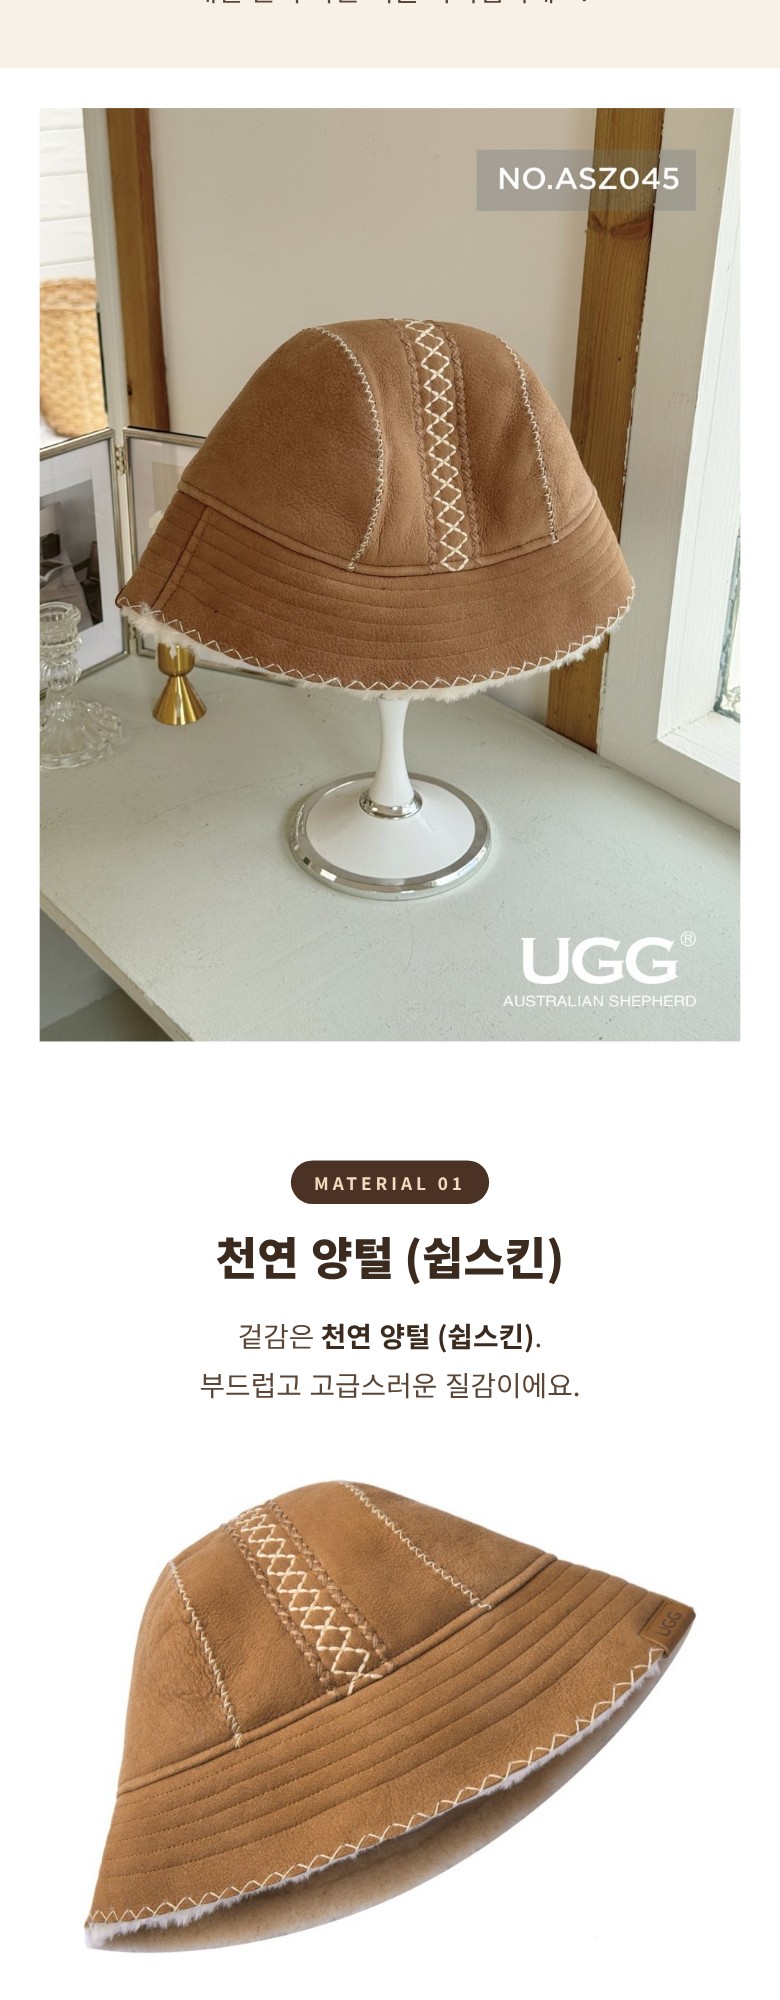 NO.ASZ045
UGG®
AUSTRALIAN SHEPHERD
MATERIAL 01
천연 양털 (쉽스킨)
겉감은 천연 양털 (쉽스킨).
부드럽고 고급스러운 질감이에요.
UGG